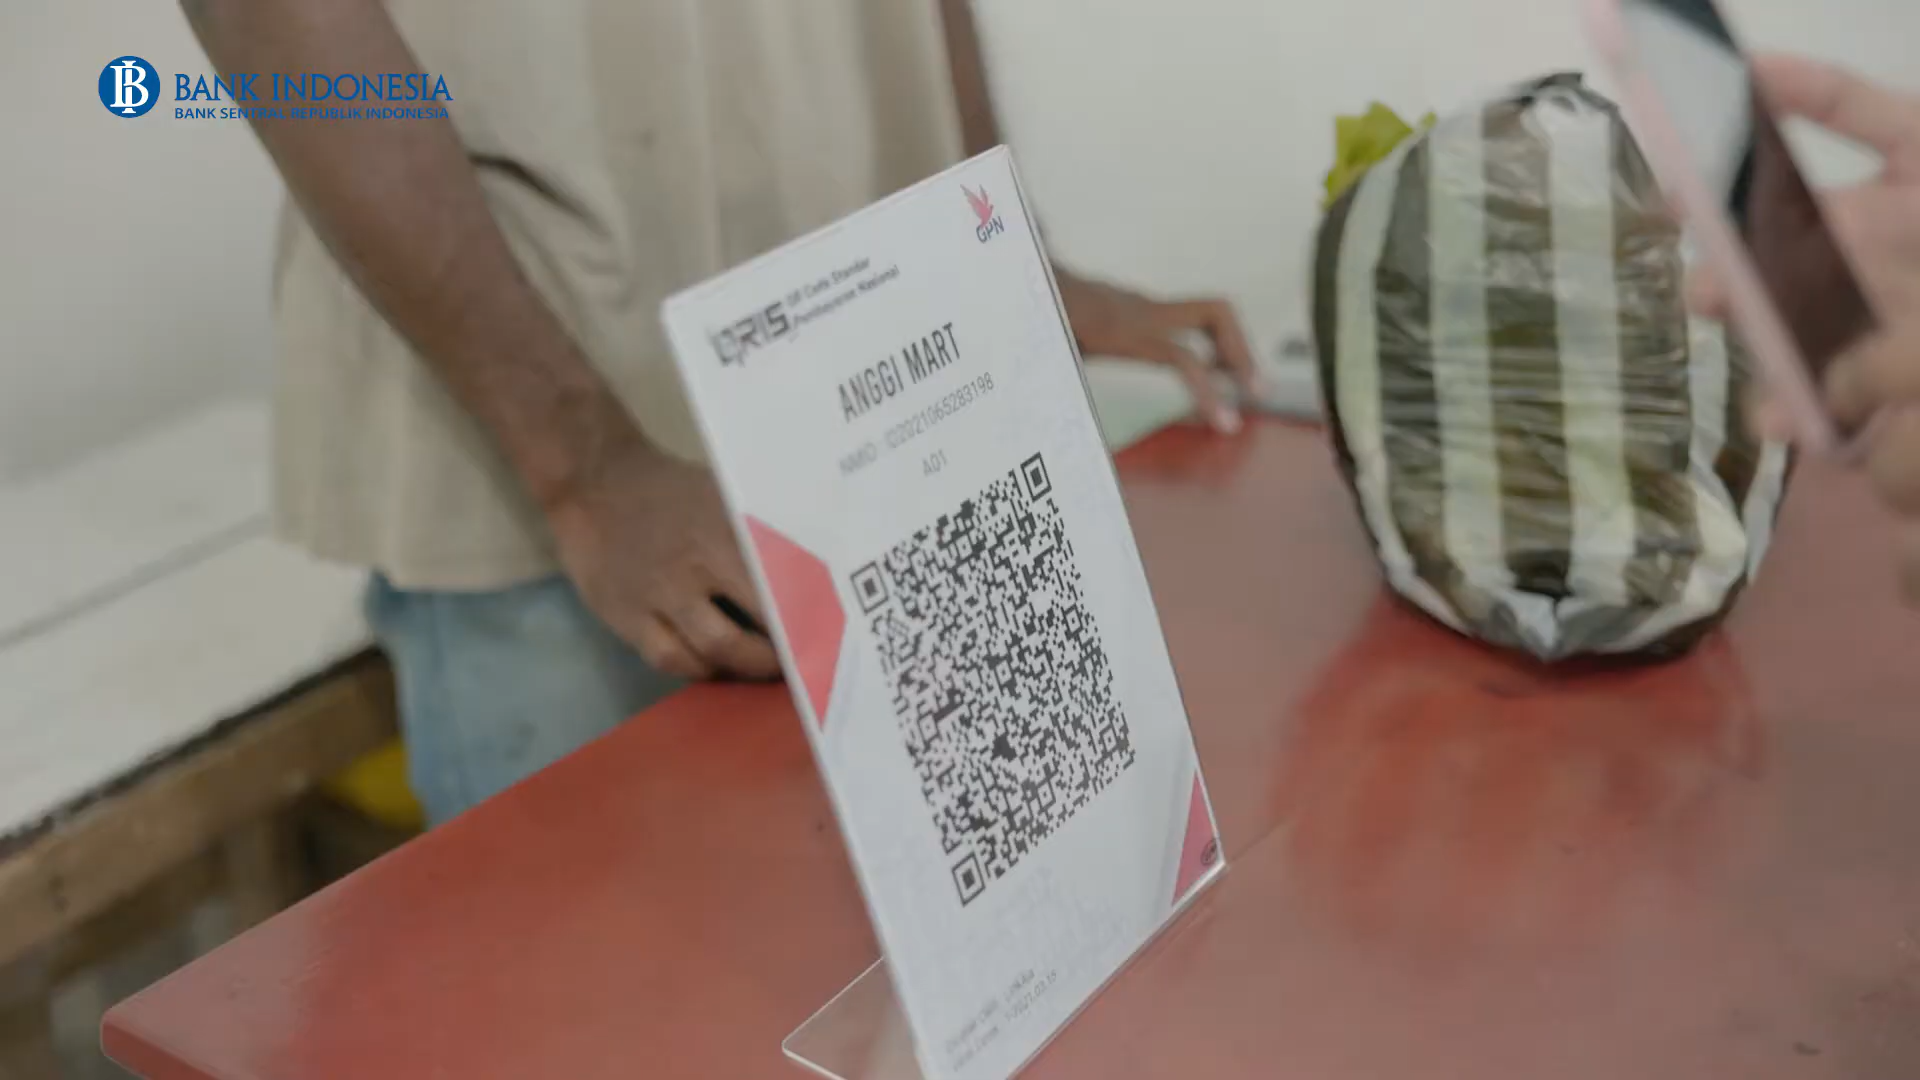 BANK INDONESIA
BANK SENTRAL REPUBLIK INDONESIA
GPN
QRIS
QR Code Standar
Pembayaran Nasional
ANGGI MART
NMID : ID2021065283198
A01